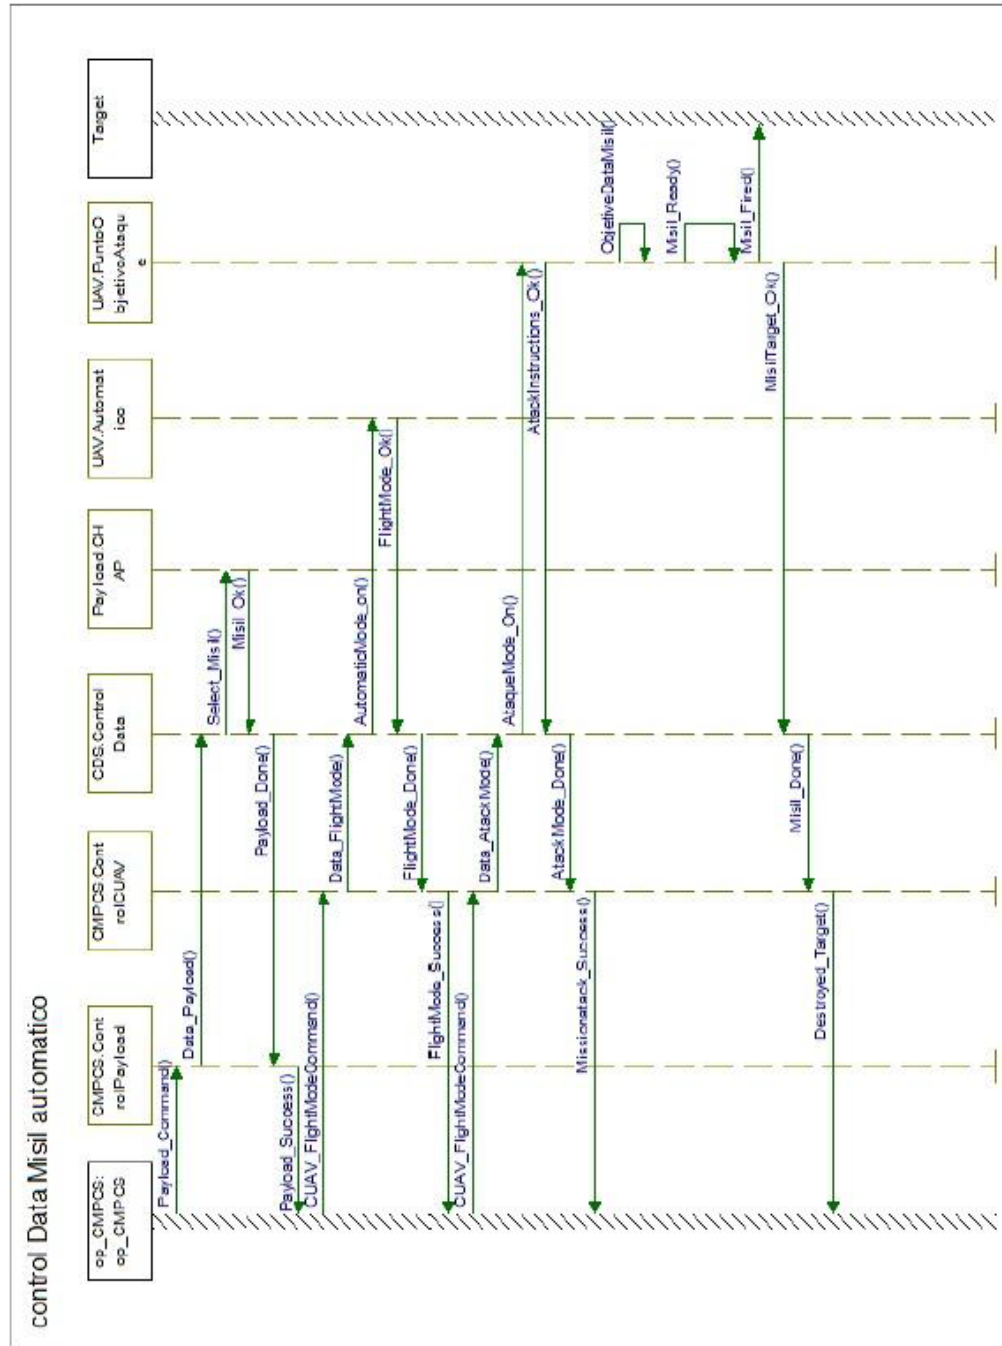 control Data Misil automatico
op_CMPCS:
op_CMPCS
CMPCS.Cont
rolPayload
CMPCS.Cont
rolCUAV
CDS.Control
Data
Payload.CH
AP
UAV.Automat
ico
UAV.PuntoO
bjetivoAtaqu
e
Target
Payload_Command()
Data_Payload()
Select_Misil()
Misil_Ok()
Payload_Done()
Payload_Success()
CUAV_FlightModeCommand()
Data_FlightMode()
AutomaticMode_on()
FlightMode_Ok()
FlightMode_Done()
FlightMode_Success()
CUAV_FlightModeCommand()
Data_AtackMode()
AtaqueMode_On()
AttackInstructions_Ok()
AtackMode_Done()
Missionatack_Success()
ObjetiveDataMisil()
Misil_Ready()
Misil_Fired()
MisilTarget_Ok()
Misil_Done()
Destroyed_Target()